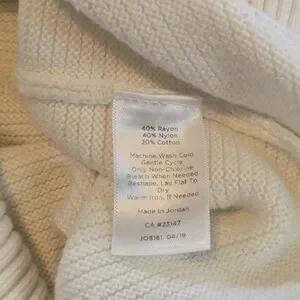 40% Rayon
40% Nylon
20% Cotton
Machine Wash Cold
Gentle Cycle
Only Non-Chlorine
Bleach When Needed
Reshape, Lay Flat To
Dry
Warm Iron, If Needed
Made In Jordan
CA #23147
JOS161, 04/19